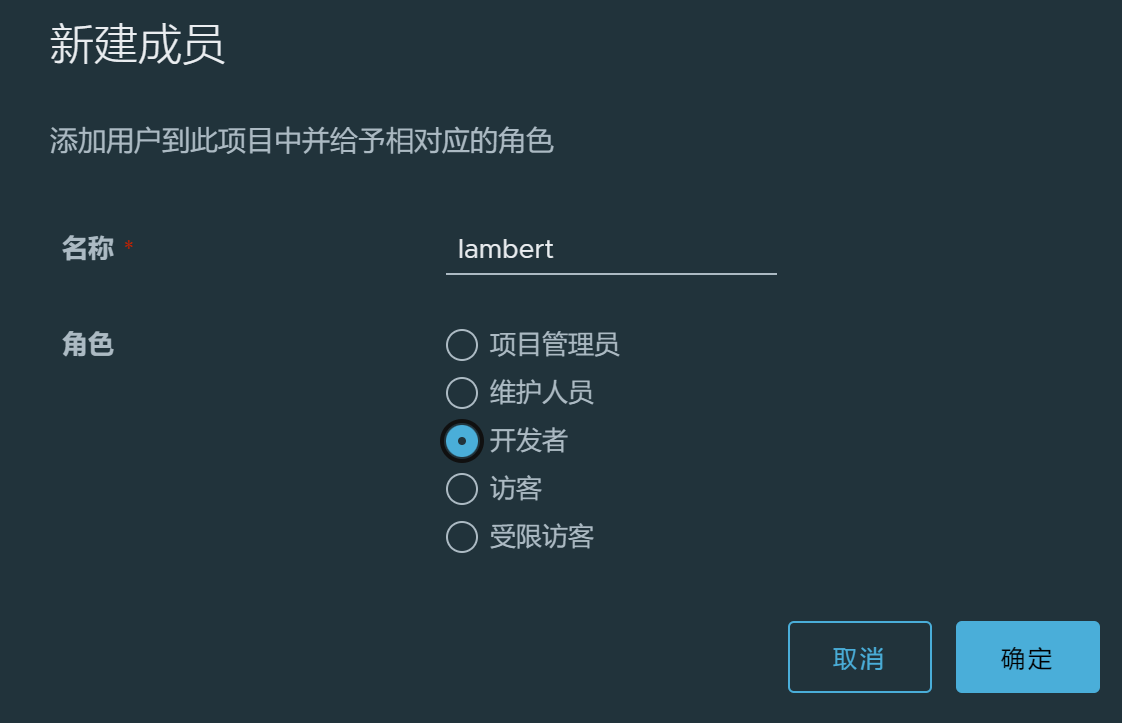 新建成员
添加用户到此项目中并给予相对应的角色
名称 *
lambert
角色
项目管理员
维护人员
开发者
访客
受限访客
取消
确定